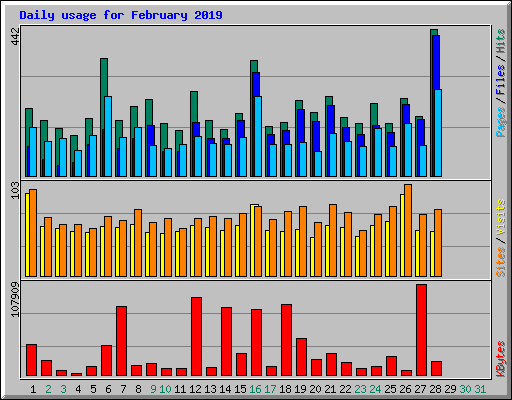 Daily usage for February 2019
442
Pages / Files / Hits
103
Sites / Visits
107909
KBytes
1 2 3 4 5 6 7 8 9 10 11 12 13 14 15 16 17 18 19 20 21 22 23 24 25 26 27 28 29 30 31